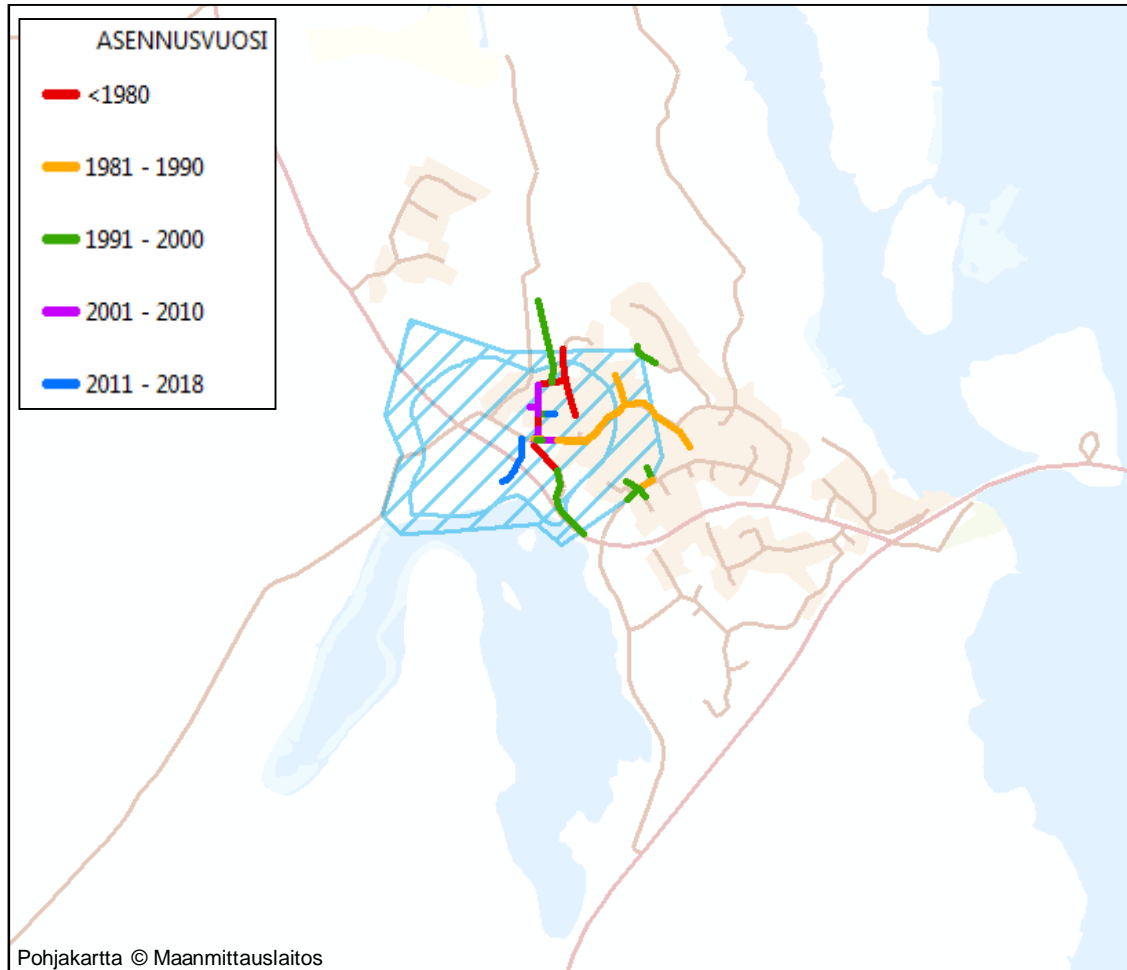 ASENNUSVUOSI
<1980
1981 - 1990
1991 - 2000
2001 - 2010
2011 - 2018
Pohjakartta © Maanmittauslaitos